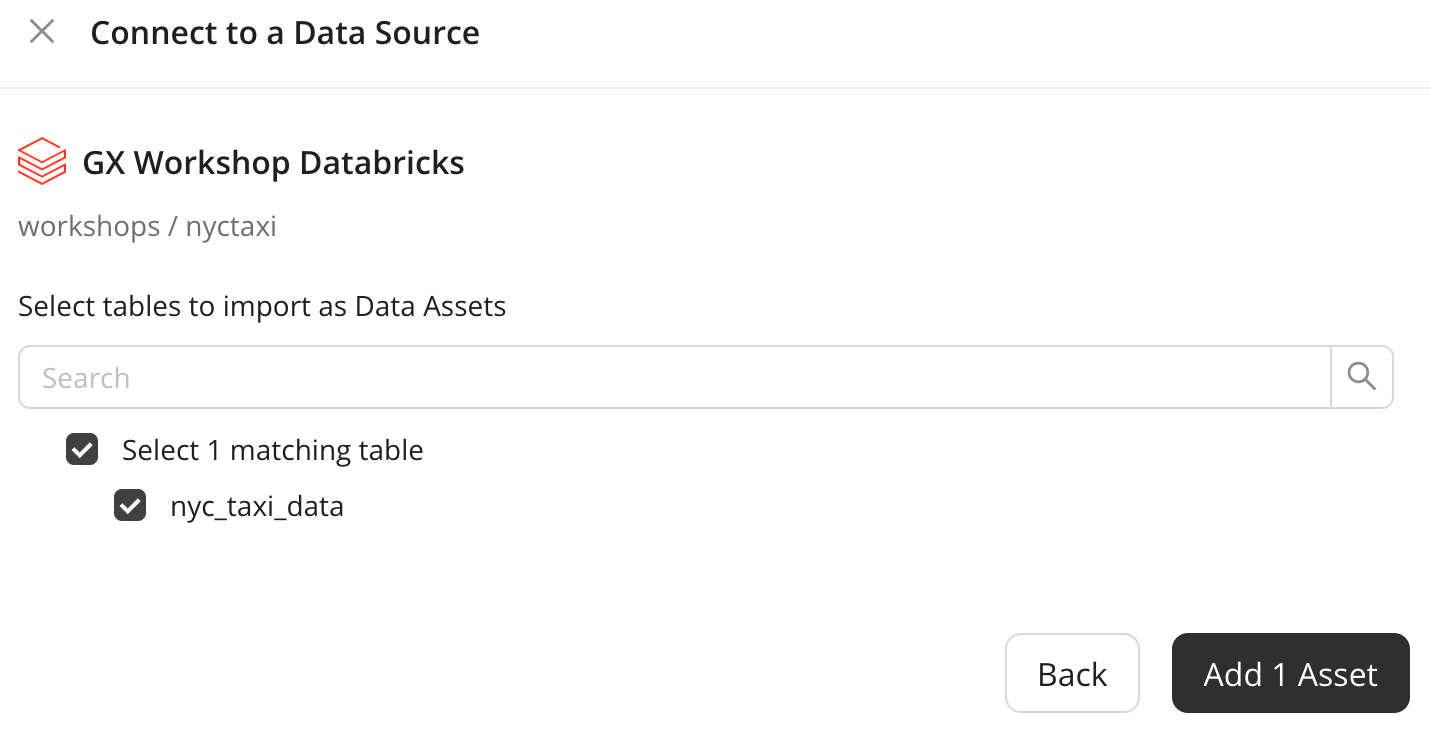 Connect to a Data Source
GX Workshop Databricks
workshops / nyctaxi
Select tables to import as Data Assets
Search
Select 1 matching table
nyc_taxi_data
Back
Add 1 Asset